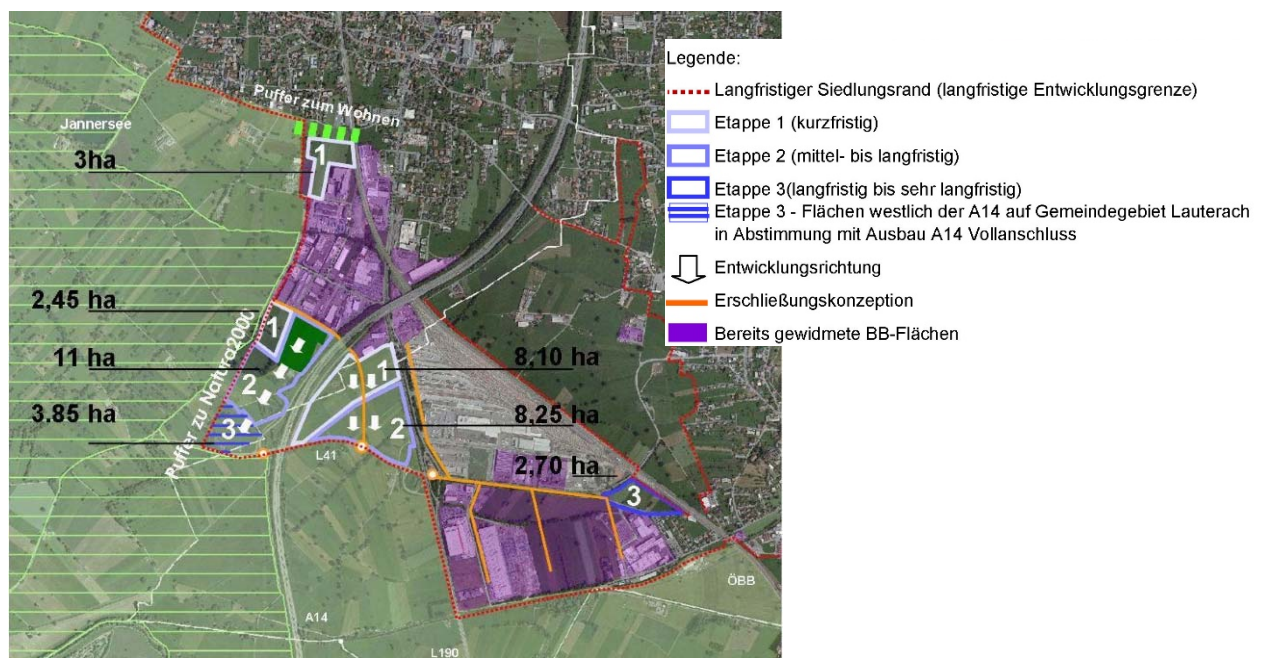 Legende:
Langfristiger Siedlungsrand (langfristige Entwicklungsgrenze)
Etappe 1 (kurzfristig)
Etappe 2 (mittel- bis langfristig)
Etappe 3(langfristig bis sehr langfristig)
Etappe 3 - Flächen westlich der A14 auf Gemeindegebiet Lauterach
in Abstimmung mit Ausbau A14 Vollanschluss
Entwicklungsrichtung
Erschließungskonzeption
Bereits gewidmete BB-Flächen
Puffer zum Wohnen
Jannersee
1
3ha
2,45 ha
1
Puffer zu Natura2000
11 ha
2
3.85 ha
3
1
8,10 ha
2
8,25 ha
L41
2,70 ha
3
ÖBB
A14
L190